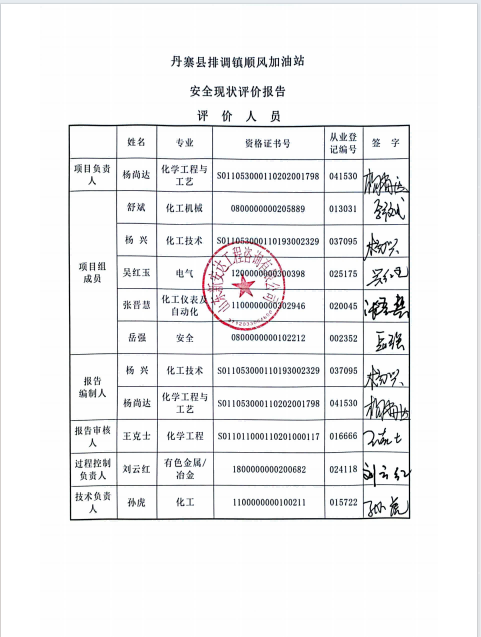 丹寨县排调镇顺风加油站
安全现状评价报告
评 价 人 员
姓名 专业 资格证书号 从业登记编号 签 字
项目负责人 杨尚达 化学工程与工艺 S011053000110202001798 041530 杨尚达
项目组成员 舒斌 化工机械 0800000000205889 013031 舒斌
杨 兴 化工技术 S011053000110193002329 037095 杨兴
吴红玉 电气 1200000000300398 025175 吴红玉
张晋慧 化工仪表及自动化 1100000000302946 020045 张晋慧
岳强 安全 0800000000102212 002352 岳强
报告编制人 杨 兴 化工技术 S011053000110193002329 037095 杨兴
杨尚达 化学工程与工艺 S011053000110202001798 041530 杨尚达
报告审核人 王克士 化学工程 S011011000110201000117 016666 王克士
过程控制负责人 刘云红 有色金属/冶金 1800000000200682 024118 刘云红
技术负责人 孙虎 化工 1100000000100211 015722 孙虎